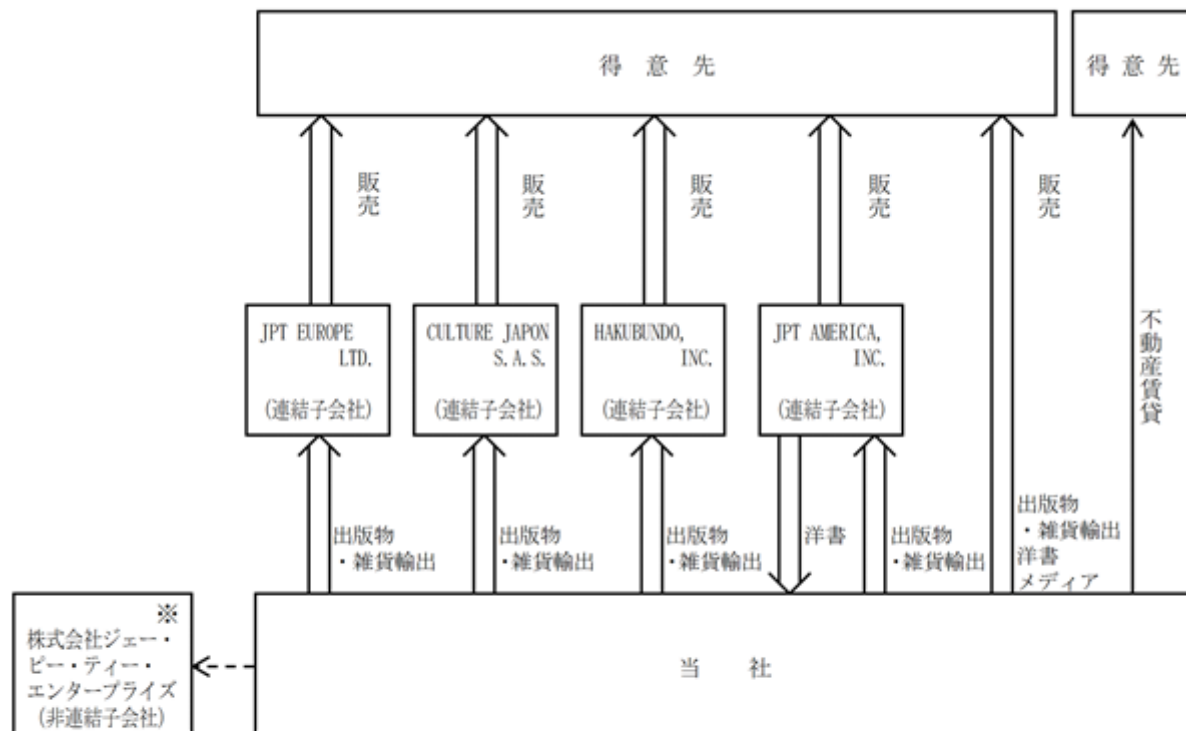 得 意 先
得 意 先
販売
販売
販売
販売
販売
JPT EUROPE
LTD.
(連結子会社)
CULTURE JAPON
S.A.S.
(連結子会社)
HAKUBUNDO,
INC.
(連結子会社)
JPT AMERICA,
INC.
(連結子会社)
不動産賃貸
出版物
・雑貨輸出
出版物
・雑貨輸出
出版物
・雑貨輸出
洋書
出版物
・雑貨輸出
出版物
・雑貨輸出
洋書
メディア
※
株式会社ジェー・
ピー・ティー・
エンタープライズ
(非連結子会社)
当 社